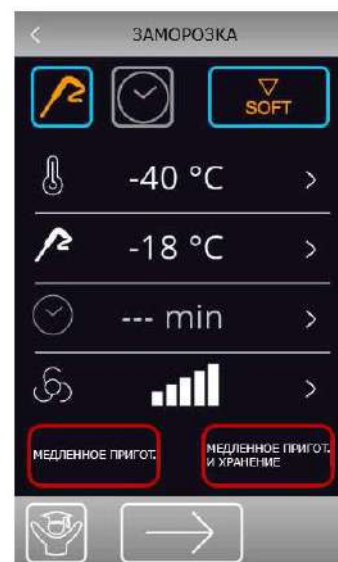 ЗАМОРОЗКА
SOFT
-40 °C
-18 °C
--- min
МЕДЛЕННОЕ ПРИГОТ.
МЕДЛЕННОЕ ПРИГОТ.
И ХРАНЕНИЕ